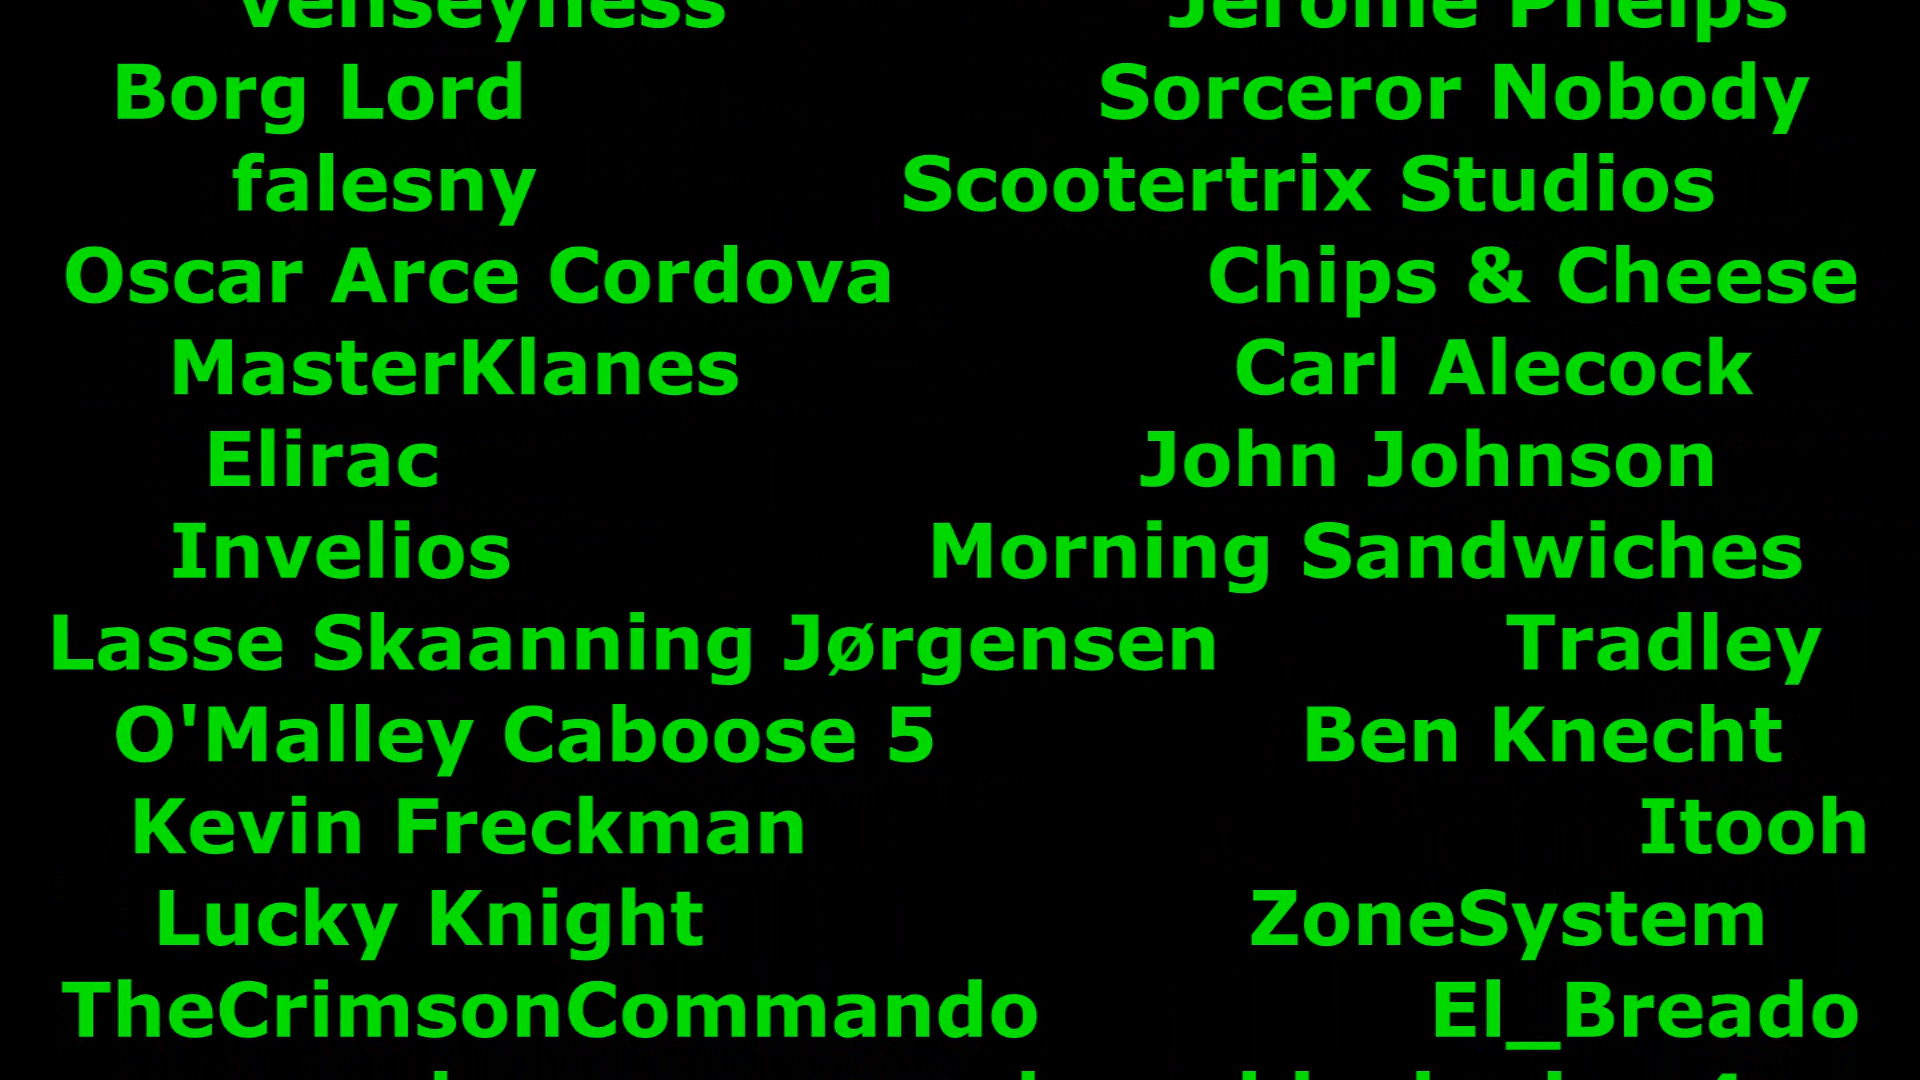 Jerome Phelps
Borg Lord Sorceror Nobody
falesny Scootertrix Studios
Oscar Arce Cordova Chips & Cheese
MasterKlanes Carl Alecock
Elirac John Johnson
Invelios Morning Sandwiches
Lasse Skaanning Jørgensen Tradley
O'Malley Caboose 5 Ben Knecht
Kevin Freckman Itooh
Lucky Knight ZoneSystem
TheCrimsonCommando El_Breado